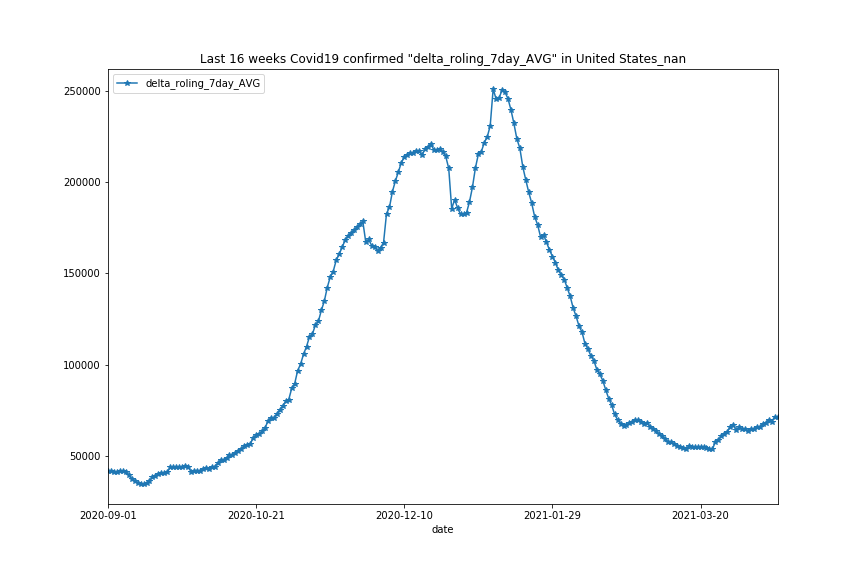 Last 16 weeks Covid19 confirmed "delta_roling_7day_AVG" in United States_nan
delta_roling_7day_AVG
250000
200000
150000
100000
50000
2020-09-01 2020-10-21 2020-12-10 2021-01-29 2021-03-20
date